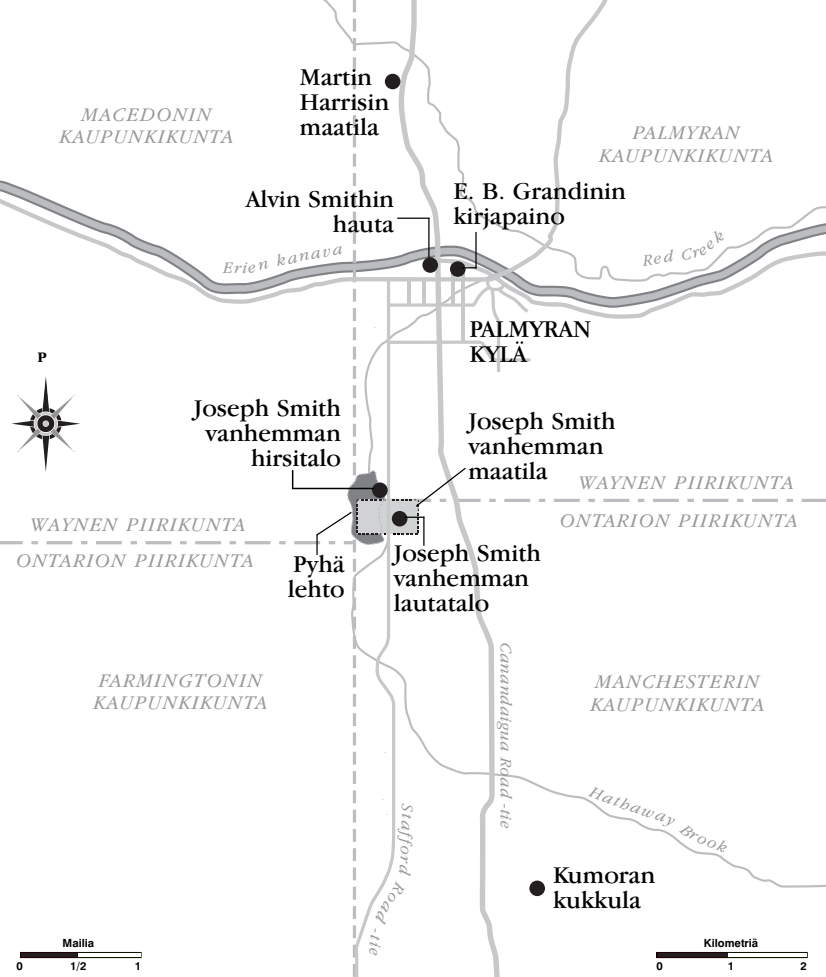 Martin
Harrisin
maatila
MACEDONIN
KAUPUNKIKUNTA
PALMYRAN
KAUPUNKIKUNTA
Alvin Smithin
hauta
E. B. Grandinin
kirjapaino
Erien kanava
Red Creek
PALMYRAN
KYLÄ
P
Joseph Smith
vanhemman
hirsitalo
Joseph Smith
vanhemman
maatila
WAYNEN PIIRIKUNTA
ONTARION PIIRIKUNTA
WAYNEN PIIRIKUNTA
ONTARION PIIRIKUNTA
Pyhä
lehto
Joseph Smith
vanhemman
lautatalo
FARMINGTONIN
KAUPUNKIKUNTA
MANCHESTERIN
KAUPUNKIKUNTA
Canandaigua Road -tie
Hathaway Brook
Stafford Road -tie
Kumoran
kukkula
Mailia
0 1/2 1
Kilometriä
0 1 2